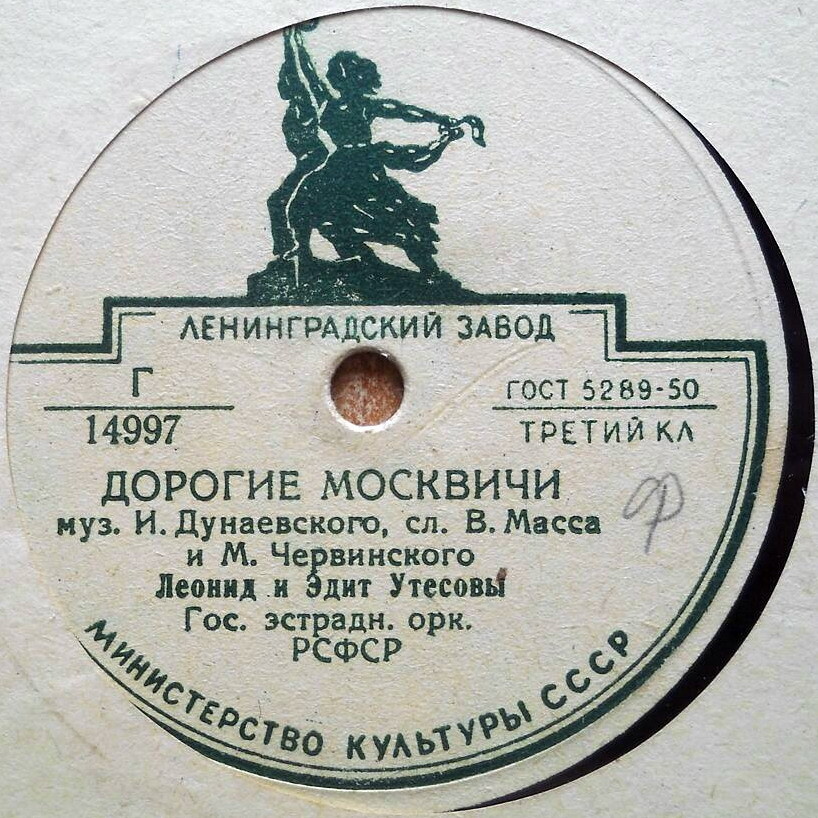 ЛЕНИНГРАДСКИЙ ЗАВОД
Г
14997
ГОСТ 5289-50
ТРЕТИЙ КЛ
ДОРОГИЕ МОСКВИЧИ
муз. И. Дунаевского, сл. В. Масса
и М. Червинского
Леонид и Эдит Утесовы
Гос. эстрадн. орк.
РСФСР
ф
МИНИСТЕРСТВО КУЛЬТУРЫ СССР